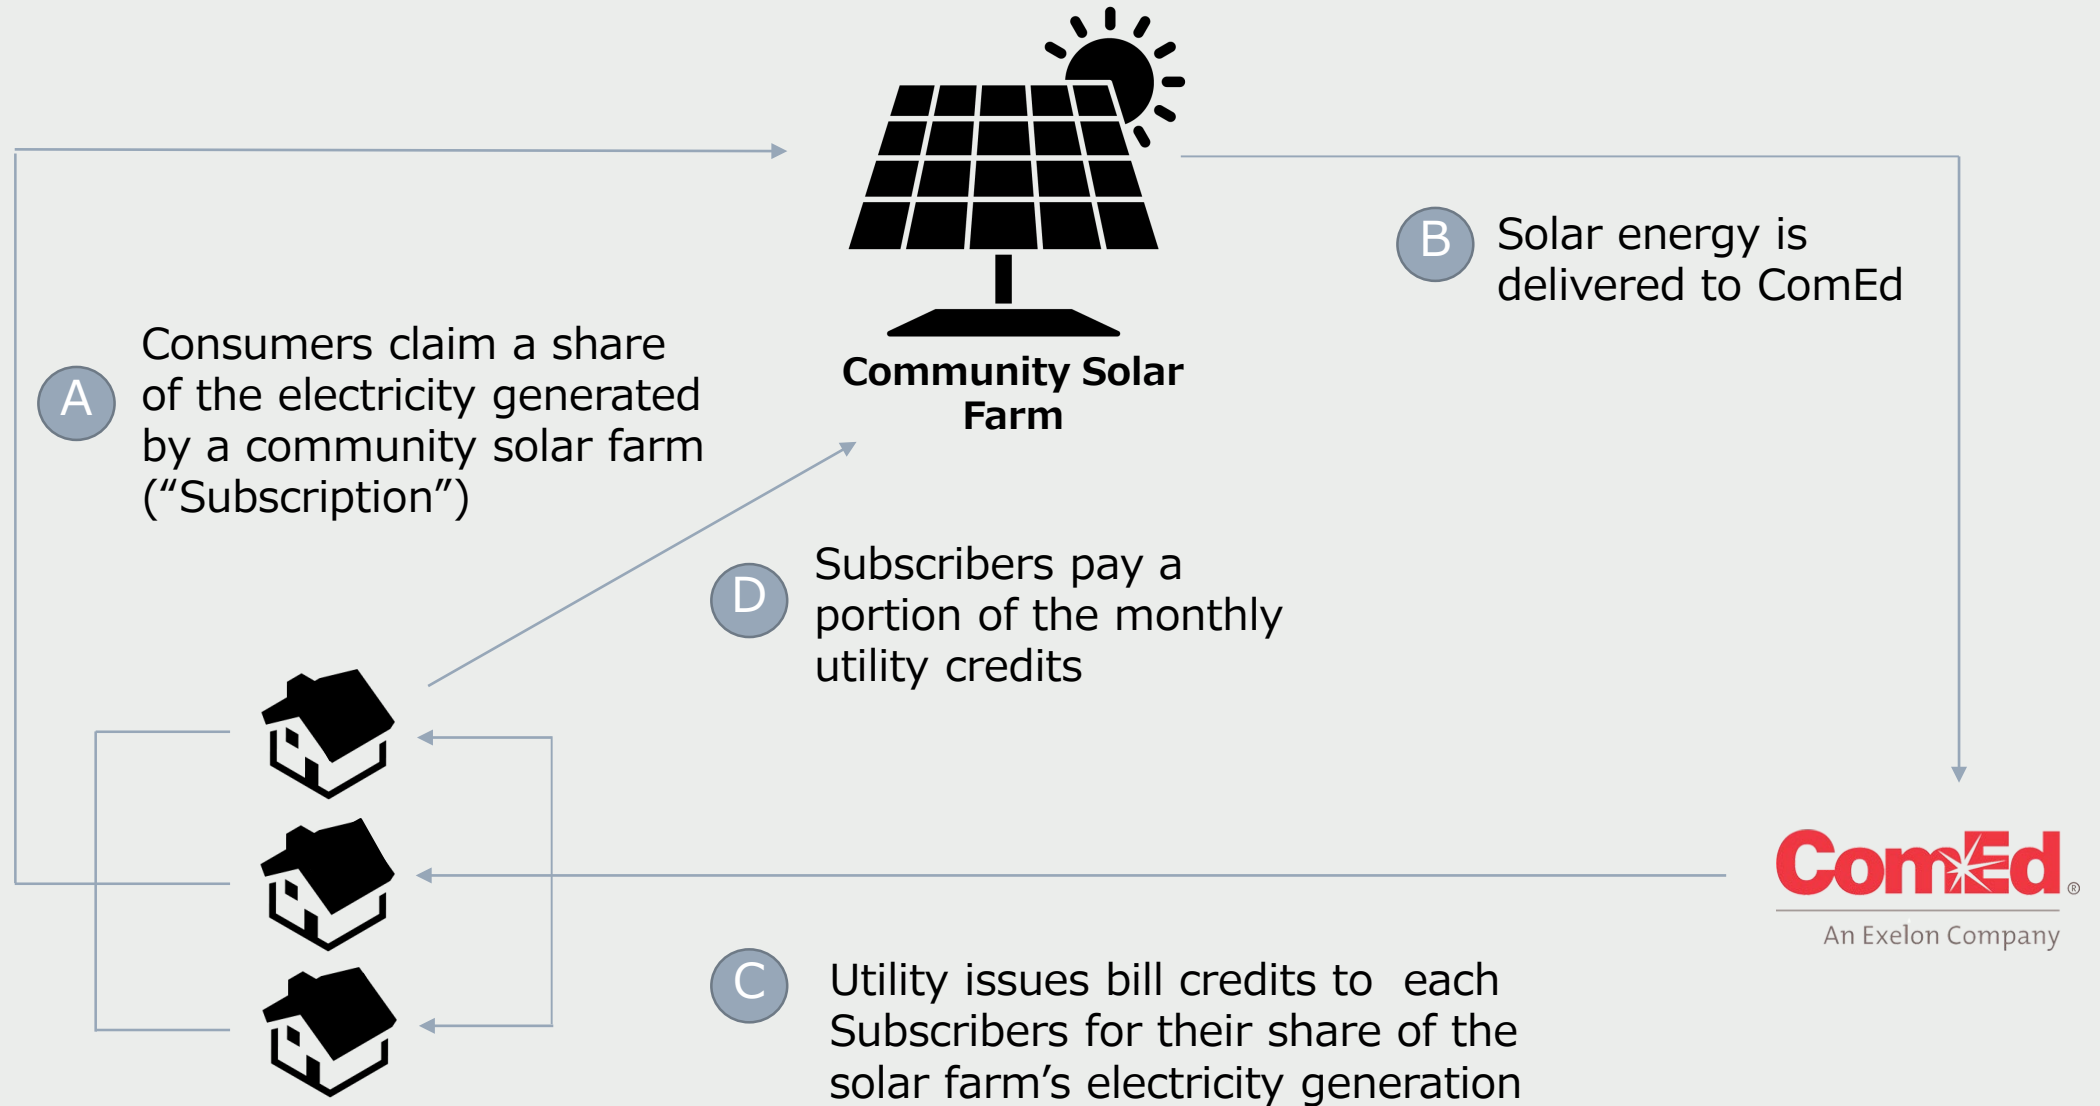 A
Consumers claim a share
of the electricity generated
by a community solar farm
(“Subscription”)
Community Solar
Farm
B
Solar energy is
delivered to ComEd
D
Subscribers pay a
portion of the monthly
utility credits
ComEd®
An Exelon Company
C
Utility issues bill credits to  each
Subscribers for their share of the
solar farm’s electricity generation